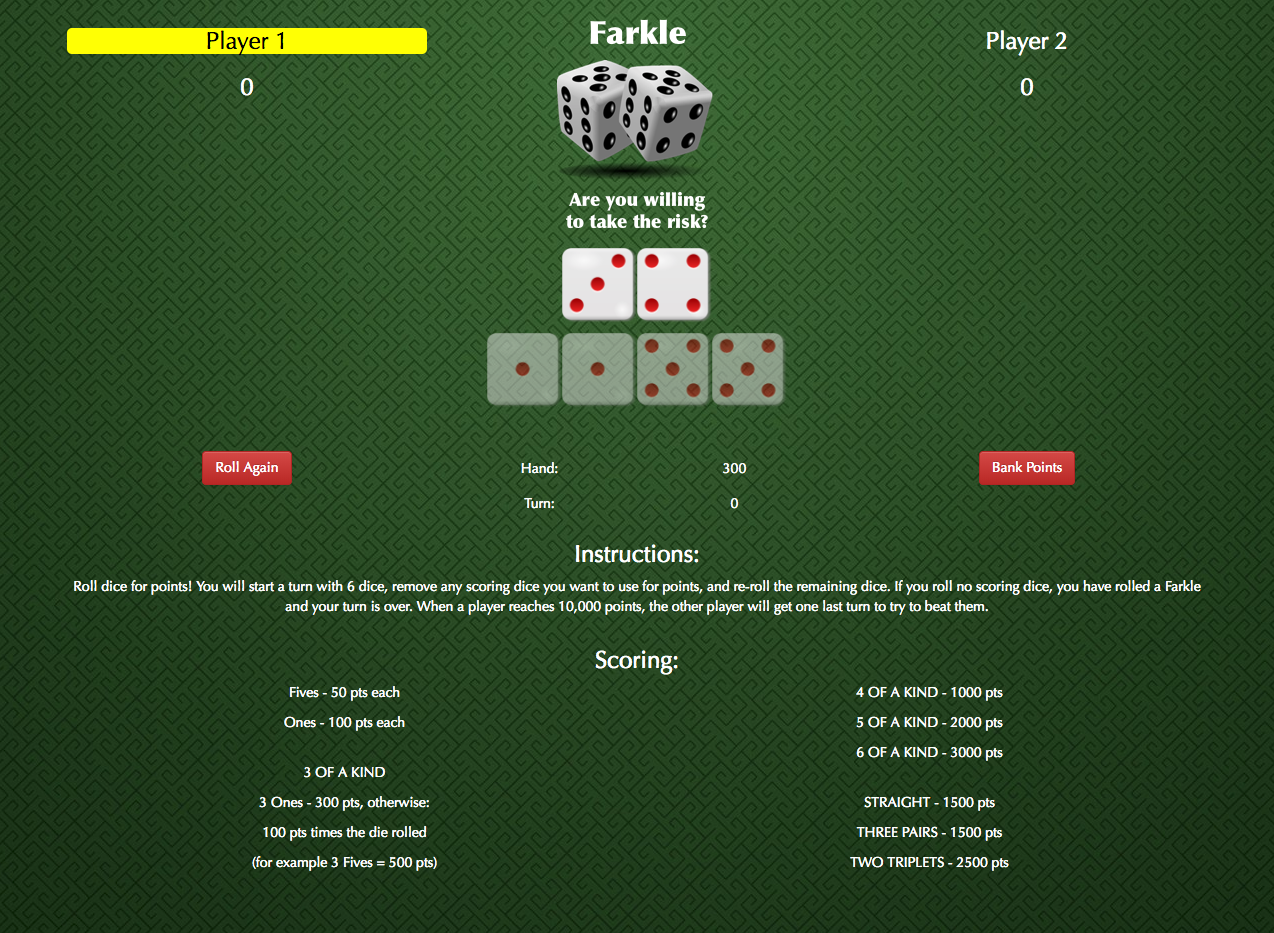 Player 1
Farkle
Player 2
0
0
Are you willing
to take the risk?
Roll Again
Hand:
300
Bank Points
Turn:
0
Instructions:
Roll dice for points! You will start a turn with 6 dice, remove any scoring dice you want to use for points, and re-roll the remaining dice. If you roll no scoring dice, you have rolled a Farkle
and your turn is over. When a player reaches 10,000 points, the other player will get one last turn to try to beat them.
Scoring:
Fives - 50 pts each
Ones - 100 pts each
3 OF A KIND
3 Ones - 300 pts, otherwise:
100 pts times the die rolled
(for example 3 Fives = 500 pts)
4 OF A KIND - 1000 pts
5 OF A KIND - 2000 pts
6 OF A KIND - 3000 pts
STRAIGHT - 1500 pts
THREE PAIRS - 1500 pts
TWO TRIPLETS - 2500 pts